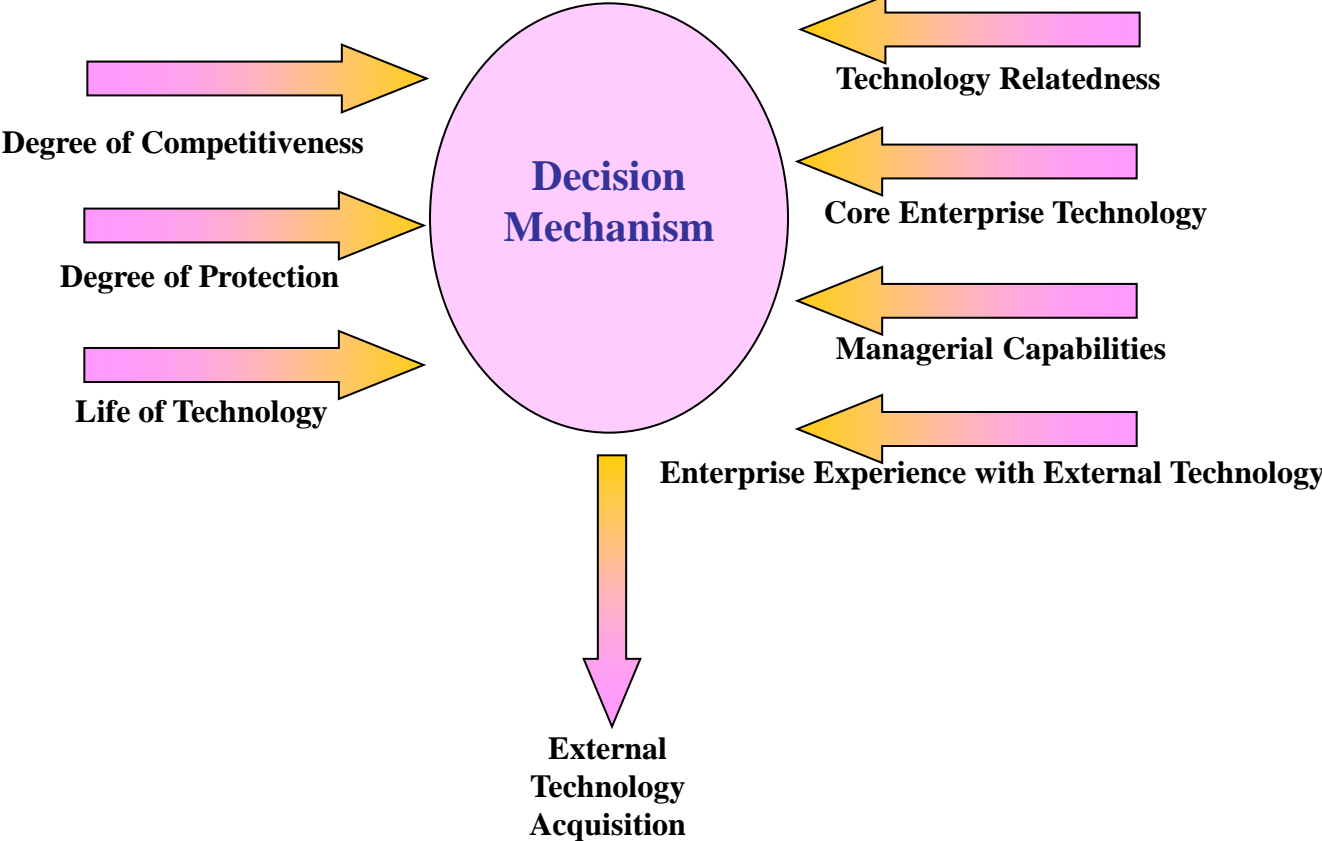 Technology Relatedness
Degree of Competitiveness
Decision
Mechanism
Core Enterprise Technology
Degree of Protection
Managerial Capabilities
Life of Technology
Enterprise Experience with External Technology
External
Technology
Acquisition